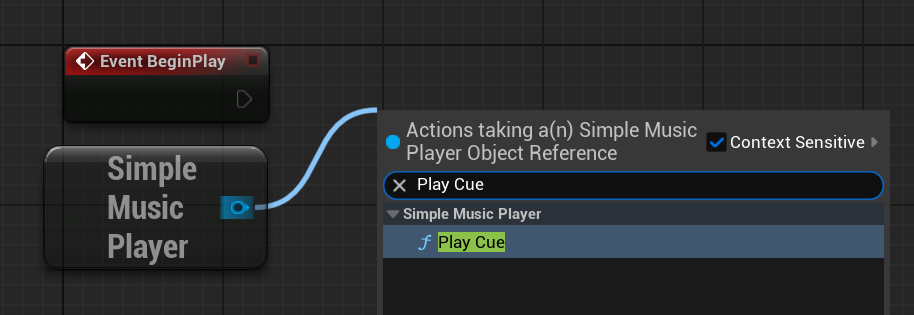 Event BeginPlay
Simple
Music
Player
Actions taking a(n) Simple Music
Player Object Reference
Context Sensitive
Play Cue
Simple Music Player
f Play Cue